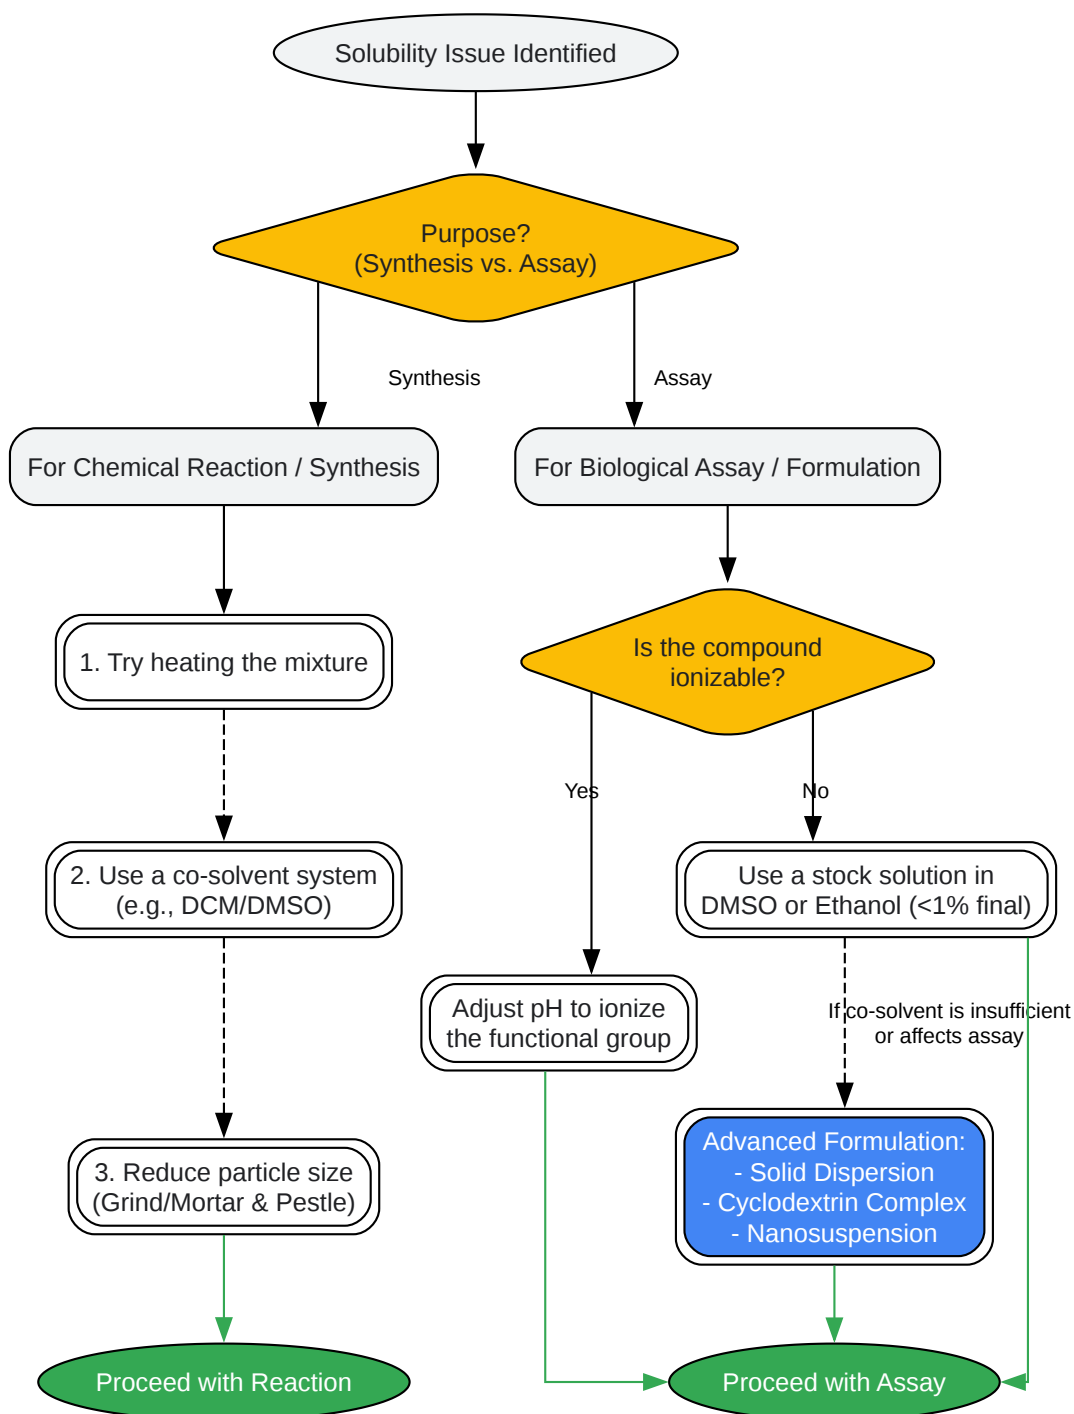 Solubility Issue Identified
Purpose?
(Synthesis vs. Assay)
Synthesis
Assay
For Chemical Reaction / Synthesis
For Biological Assay / Formulation
1. Try heating the mixture
Is the compound
ionizable?
Yes
No
2. Use a co-solvent system
(e.g., DCM/DMSO)
Use a stock solution in
DMSO or Ethanol (<1% final)
Adjust pH to ionize
the functional group
If co-solvent is insufficient
or affects assay
3. Reduce particle size
(Grind/Mortar & Pestle)
Advanced Formulation:
- Solid Dispersion
- Cyclodextrin Complex
- Nanosuspension
Proceed with Reaction
Proceed with Assay